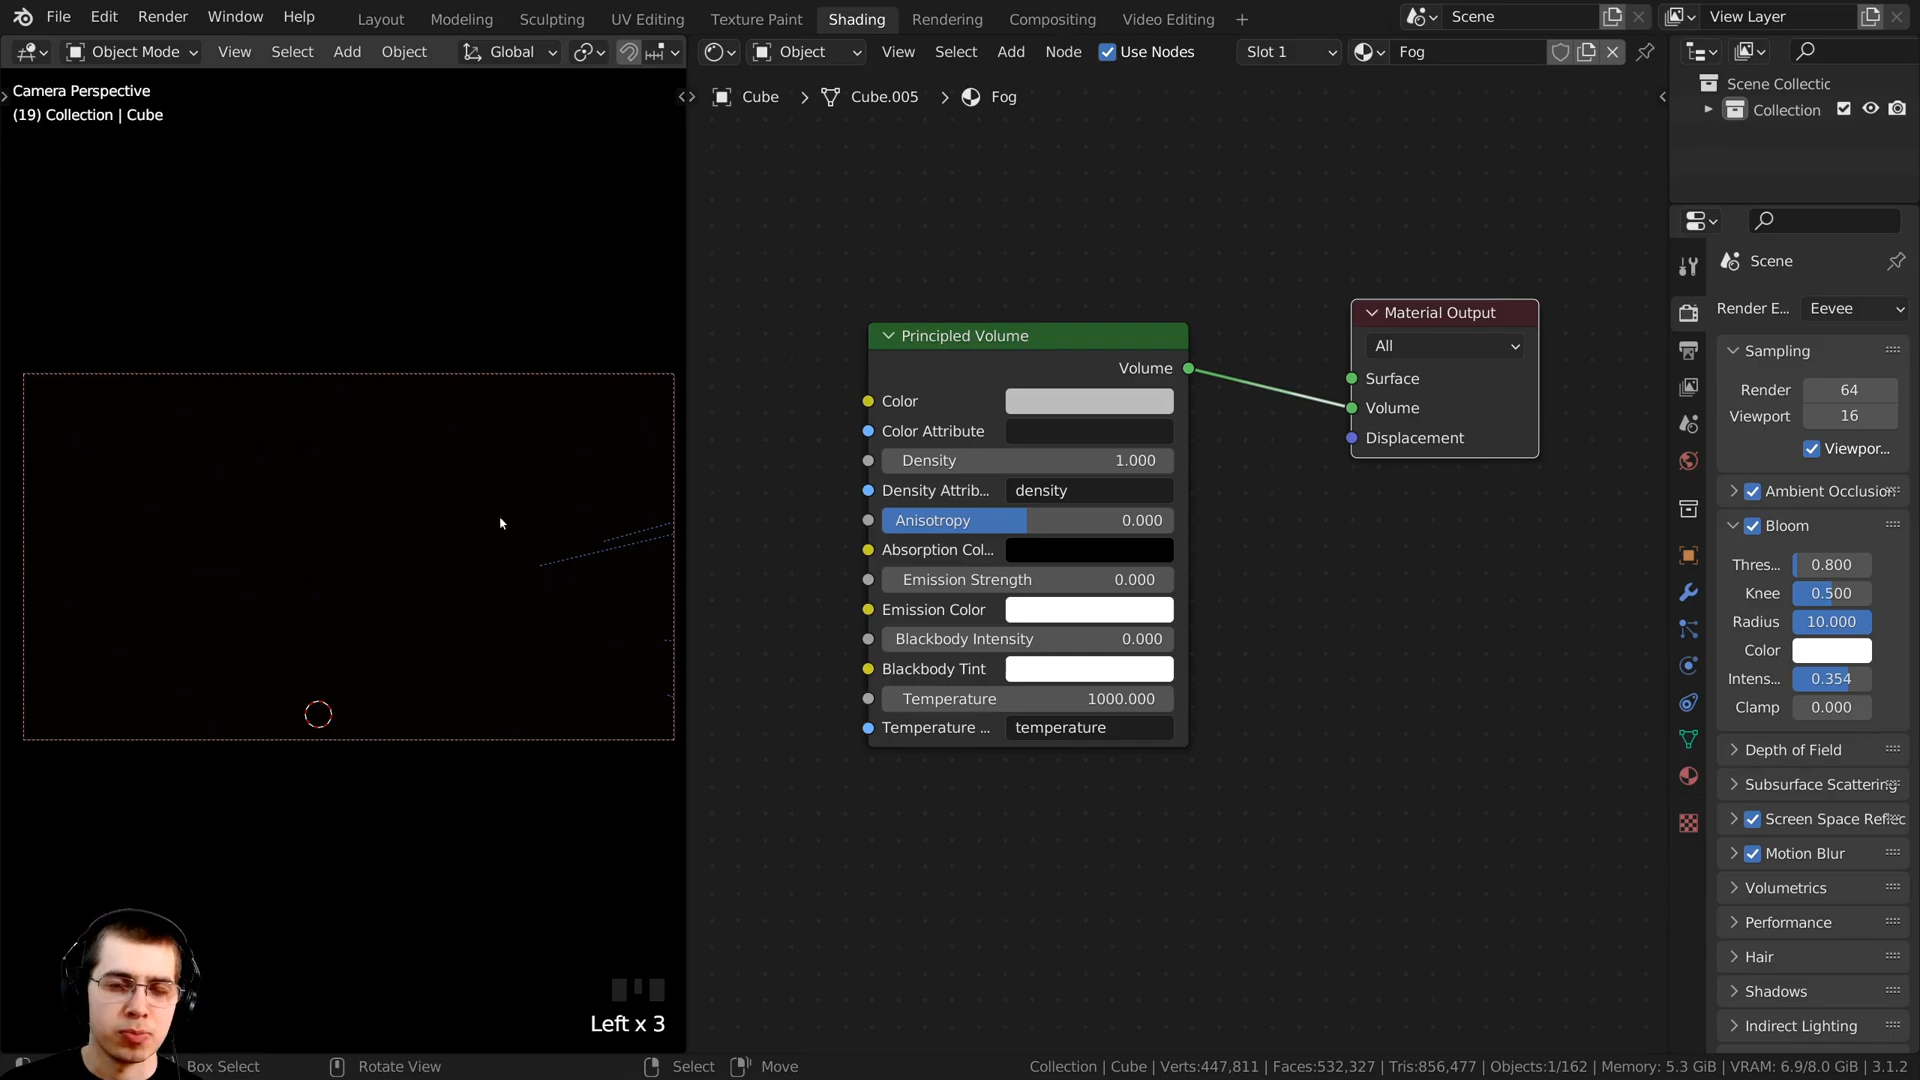 File Edit Render Window Help Layout Modeling Sculpting UV Editing Texture Paint Shading Rendering Compositing Video Editing + Scene View Layer
Object Mode View Select Add Object Global Object View Select Add Node Use Nodes Slot 1 Fog
Camera Perspective
(19) Collection | Cube
Cube > Cube.005 > Fog
Scene Collectic
Collection
Principled Volume
Volume
Color
Color Attribute
Density 1.000
Density Attrib... density
Anisotropy 0.000
Absorption Col...
Emission Strength 0.000
Emission Color
Blackbody Intensity 0.000
Blackbody Tint
Temperature 1000.000
Temperature ... temperature
Material Output
All
Surface
Volume
Displacement
Scene
Render E... Eevee
Sampling
Render 64
Viewport 16
Viewpor...
Ambient Occlusion
Bloom
Thres... 0.800
Knee 0.500
Radius 10.000
Color
Intens... 0.354
Clamp 0.000
Depth of Field
Subsurface Scattering
Screen Space Reflec
Motion Blur
Volumetrics
Performance
Hair
Shadows
Indirect Lighting
Left x 3
Box Select Rotate View Select Move Collection | Cube | Verts:447,811 | Faces:532,327 | Tris:856,477 | Objects:1/162 | Memory: 5.3 GiB | VRAM: 6.9/8.0 GiB | 3.1.2